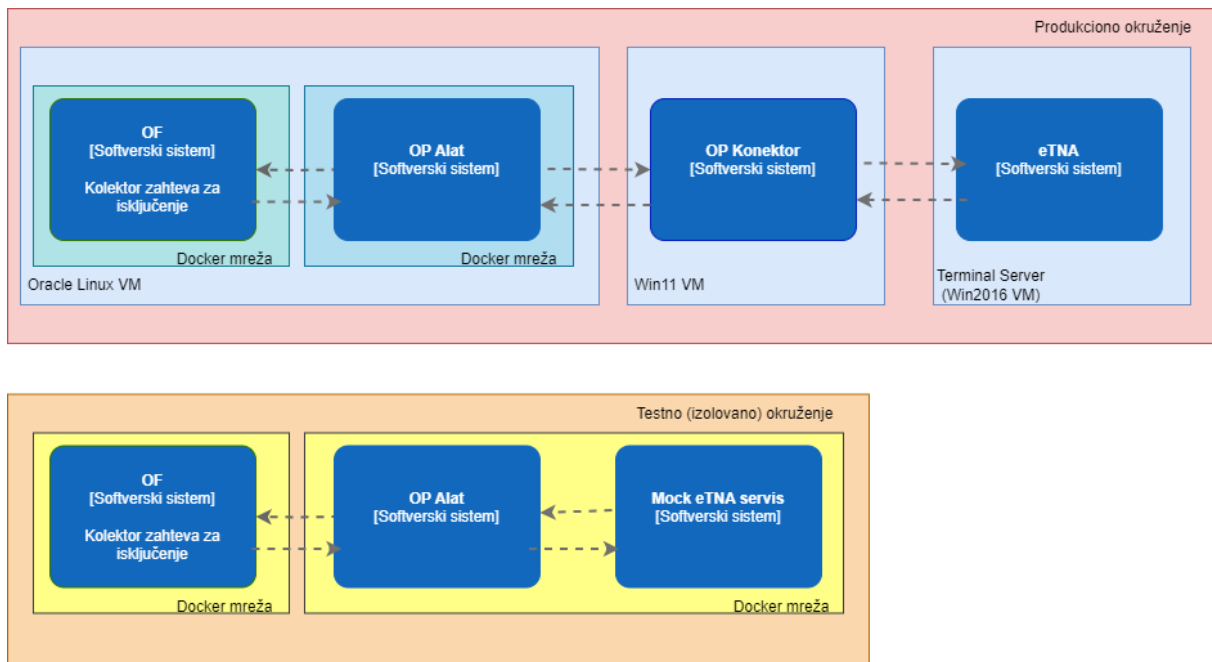 Produkciono okruženje
OF
[Softverski sistem]
Kolektor zahteva za
isključenje
Docker mreža
OP Alat
[Softverski sistem]
Docker mreža
Oracle Linux VM
OP Konektor
[Softverski sistem]
Win11 VM
eTNA
[Softverski sistem]
Terminal Server
(Win2016 VM)
Testno (izolovano) okruženje
OF
[Softverski sistem]
Kolektor zahteva za
isključenje
Docker mreža
OP Alat
[Softverski sistem]
Mock eTNA servis
[Softverski sistem]
Docker mreža